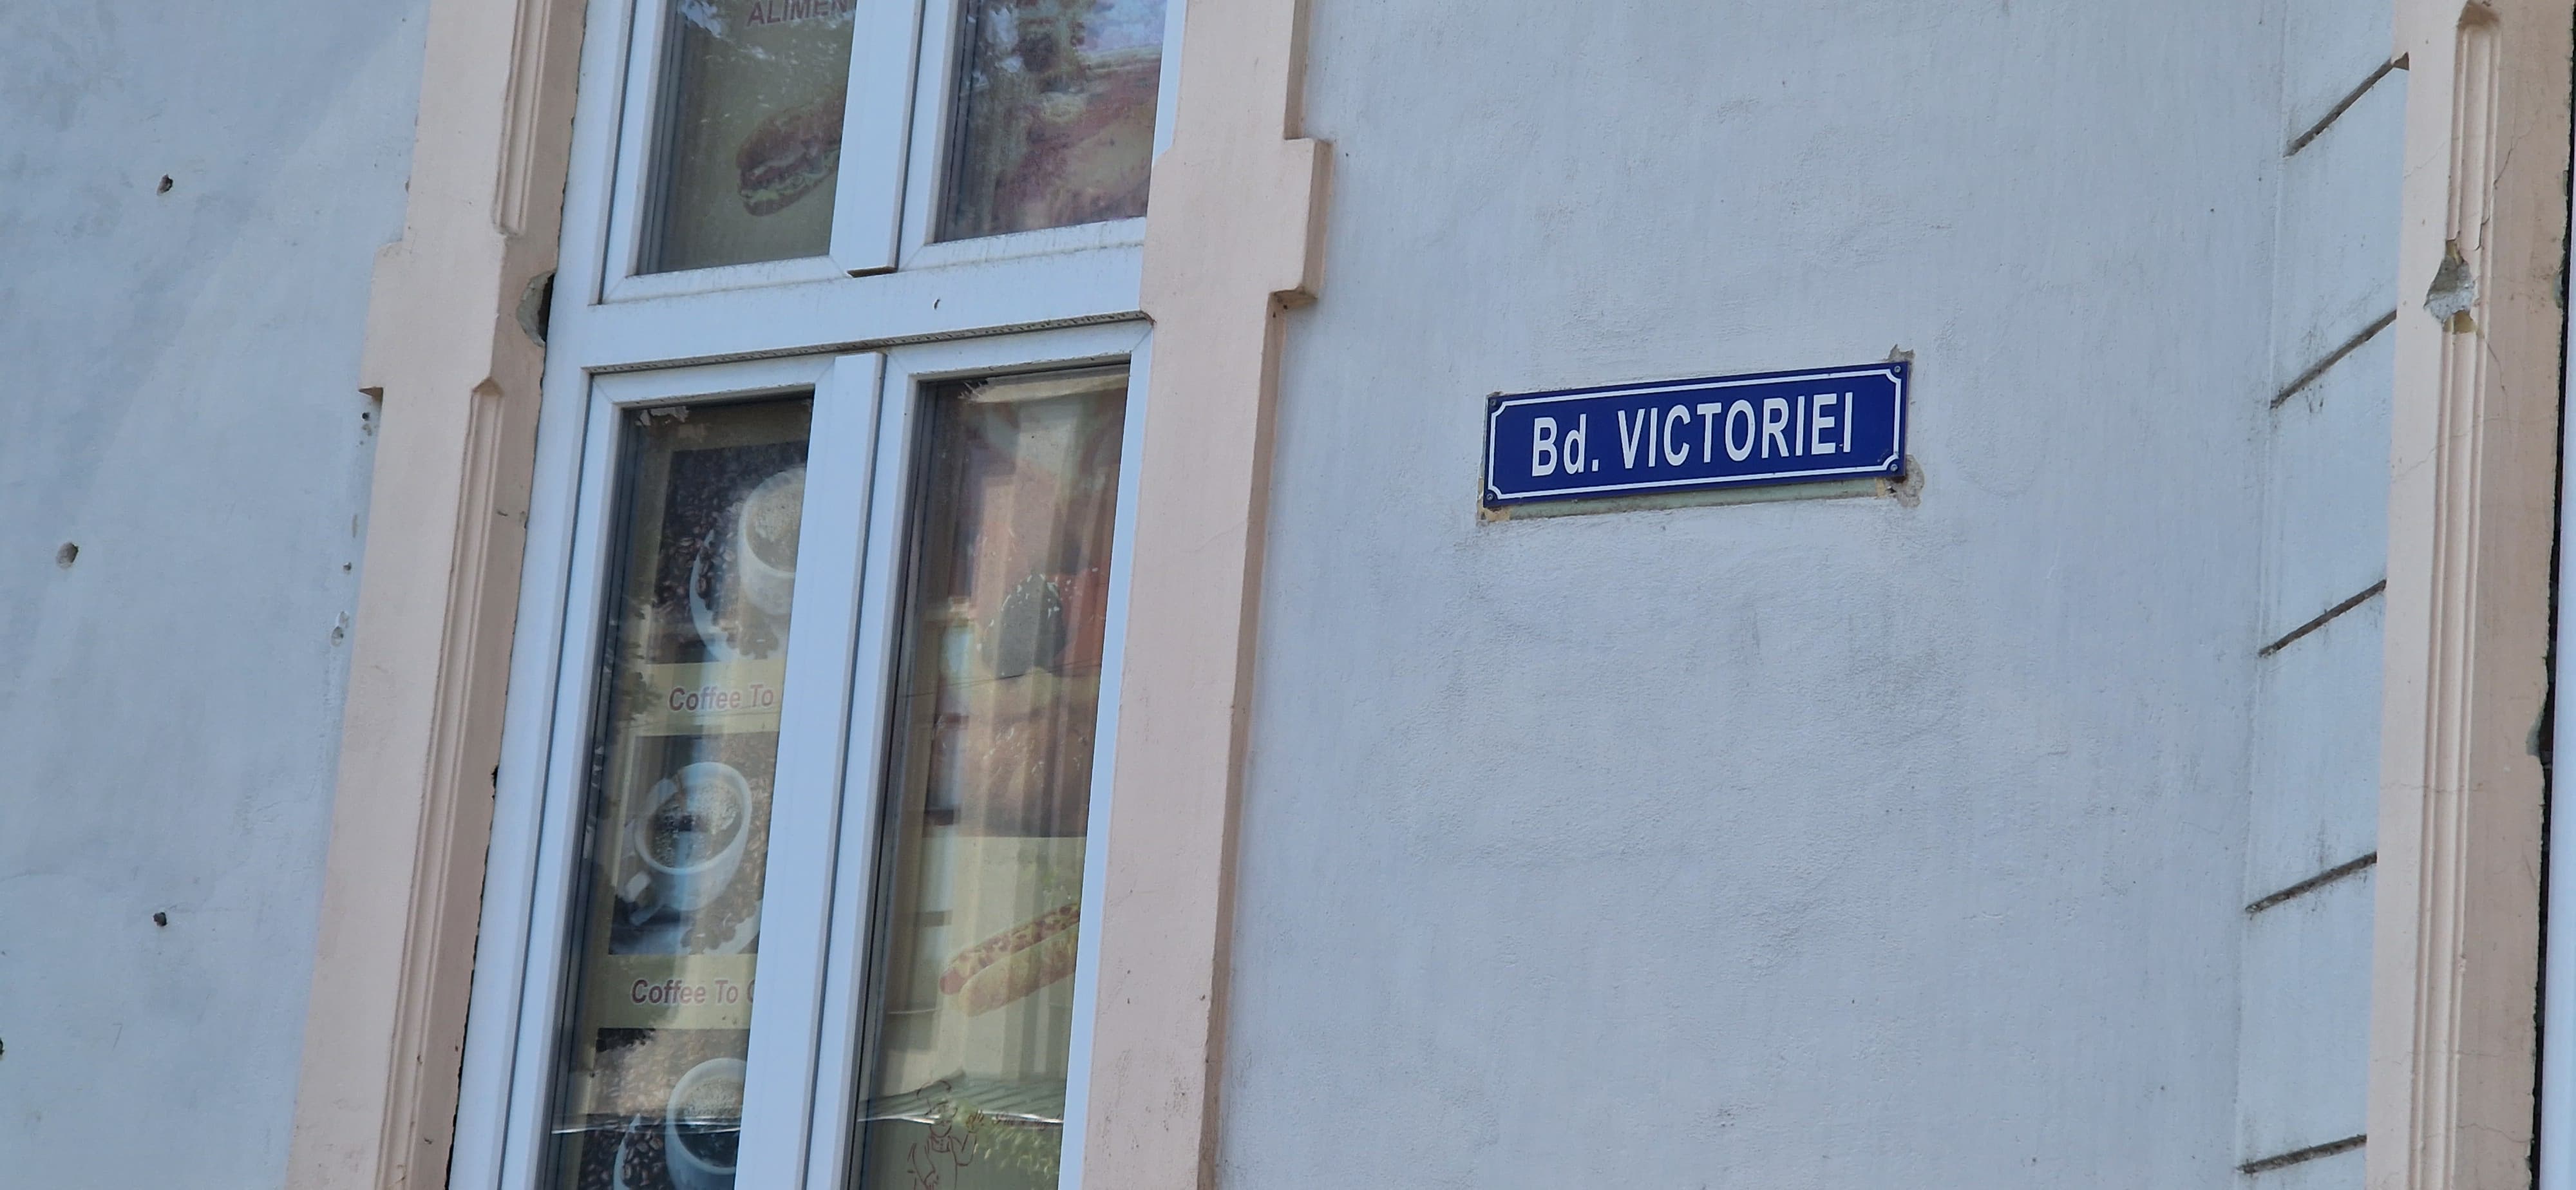 ALIMEN
Coffee To
Coffee To
Bd. VICTORIEI